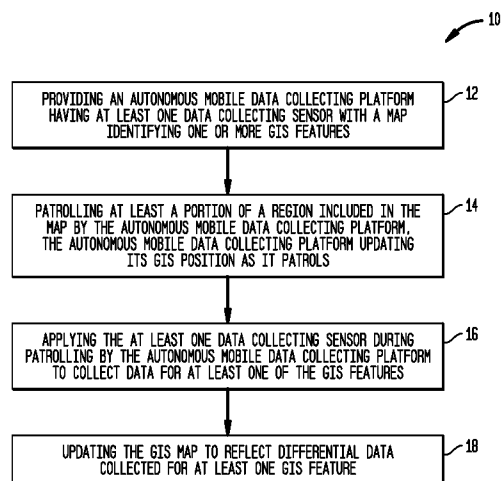 10
PROVIDING AN AUTONOMOUS MOBILE DATA COLLECTING PLATFORM
HAVING AT LEAST ONE DATA COLLECTING SENSOR WITH A MAP
IDENTIFYING ONE OR MORE GIS FEATURES
12
PATROLLING AT LEAST A PORTION OF A REGION INCLUDED IN THE
MAP BY THE AUTONOMOUS MOBILE DATA COLLECTING PLATFORM,
THE AUTONOMOUS MOBILE DATA COLLECTING PLATFORM UPDATING
ITS GIS POSITION AS IT PATROLS
14
APPLYING THE AT LEAST ONE DATA COLLECTING SENSOR DURING
PATROLLING BY THE AUTONOMOUS MOBILE DATA COLLECTING PLATFORM
TO COLLECT DATA FOR AT LEAST ONE OF THE GIS FEATURES
16
UPDATING THE GIS MAP TO REFLECT DIFFERENTIAL DATA
COLLECTED FOR AT LEAST ONE GIS FEATURE
18